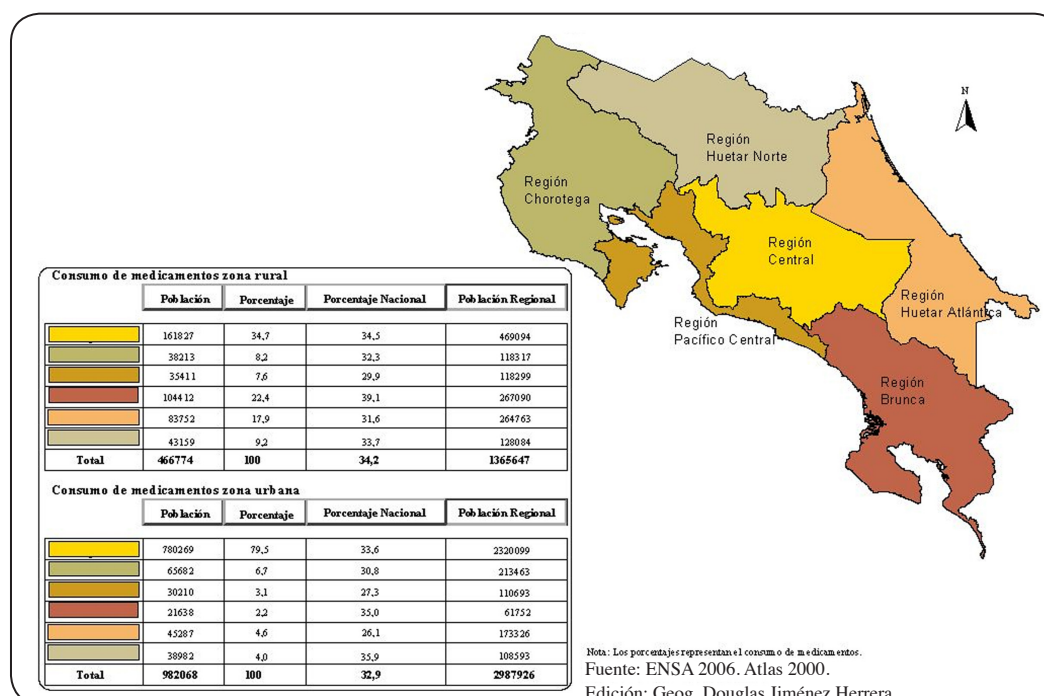 N
Región
Huetar Norte
Región
Chorotega
Región
Central
Región
Huetar Atlántica
Región
Pacífico Central
Región
Brunca
Consumo de medicamentos zona rural
Población Porcentaje Porcentaje Nacional Población Regional
161827 34,7 34,5 469094
38213 8,2 32,3 118317
35411 7,6 29,9 118299
104412 22,4 39,1 267090
83752 17,9 31,6 264763
43159 9,2 33,7 128084
Total 466774 100 34,2 1365647
Consumo de medicamentos zona urbana
Población Porcentaje Porcentaje Nacional Población Regional
780269 79,5 33,6 2320099
65682 6,7 30,8 213463
30210 3,1 27,3 110693
21638 2,2 35,0 61752
45287 4,6 26,1 173326
38982 4,0 35,9 108593
Total 982068 100 32,9 2987926
Nota: Los porcentajes representan el consumo de medicamentos.
Fuente: ENSA 2006. Atlas 2000.
Edición: Geog. Douglas Jiménez Herrera